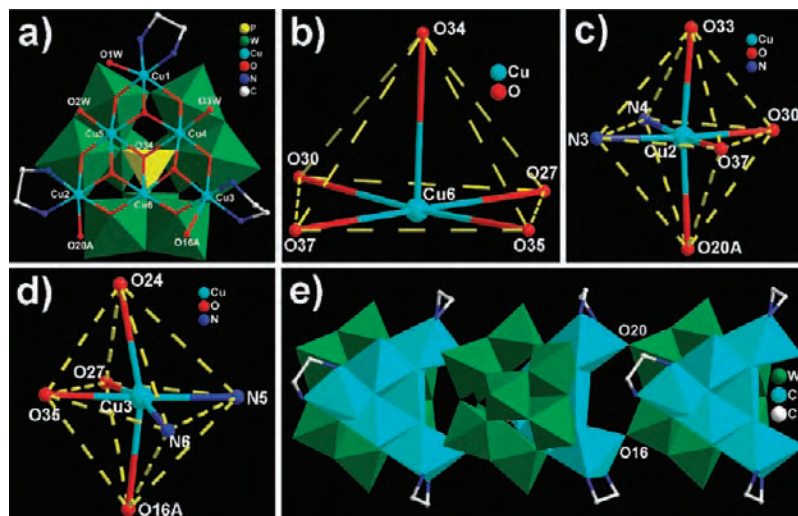 a)
P
W
Cu
O
N
C
O1W
Cu1
O2W
O3W
Cu5
Cu4
O34
Cu2
Cu6
Cu3
O20A
O16A
b)
O34
Cu
O
O30
O27
Cu6
O37
O35
c)
O33
Cu
O
N
N4
O30
N3
Cu2
O37
O20A
d)
O24
Cu
O
N
O27
O35
Cu3
N5
N6
O16A
e)
O20
W
O16